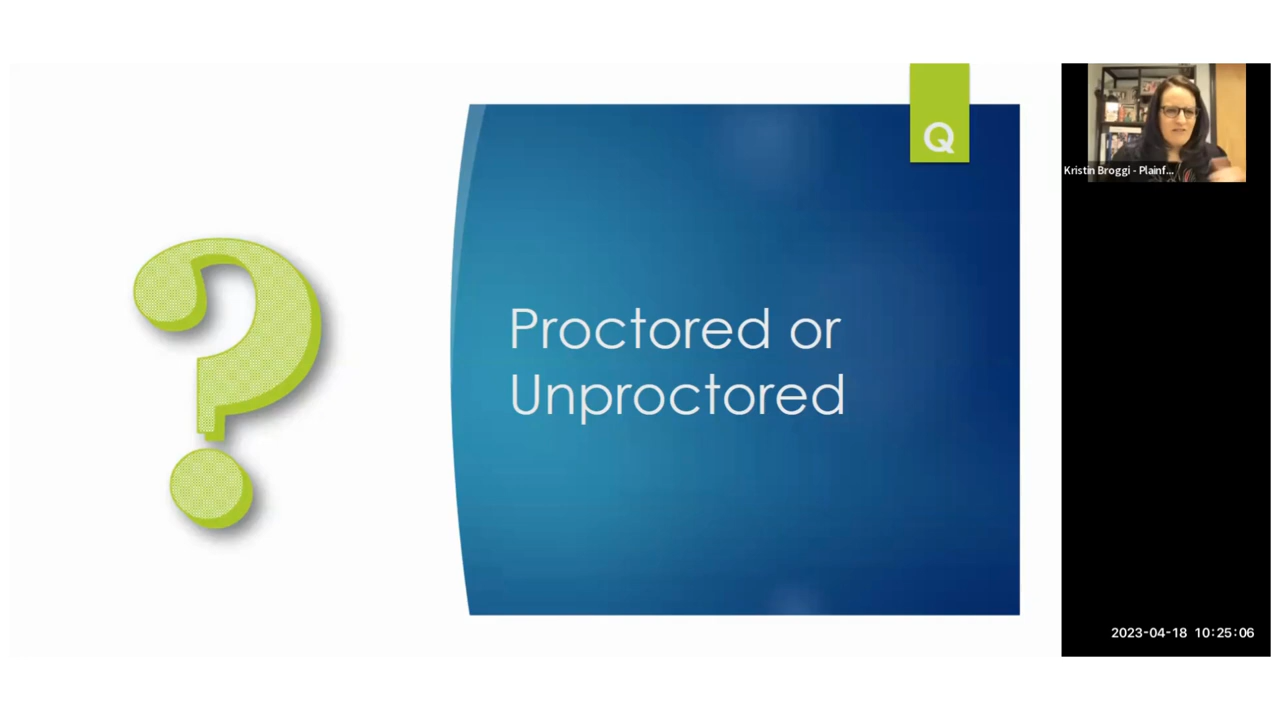 Q
Proctored or
Unproctored
?
Kristin Broggi - Plainf...
2023-04-18 10:25:06